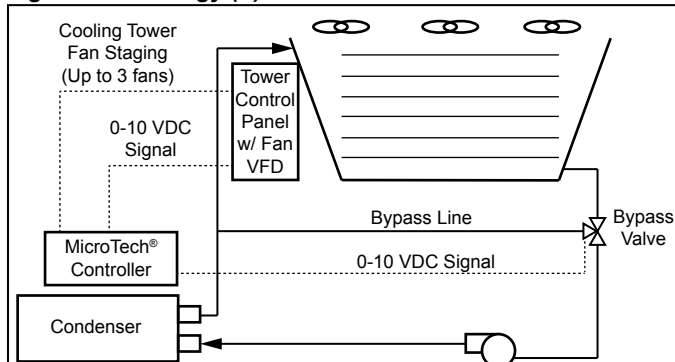 Cooling Tower
Fan Staging
(Up to 3 fans)
Tower
Control
Panel
w/ Fan
VFD
0-10 VDC
Signal
Bypass Line
Bypass
Valve
MicroTech®
Controller
0-10 VDC Signal
Condenser